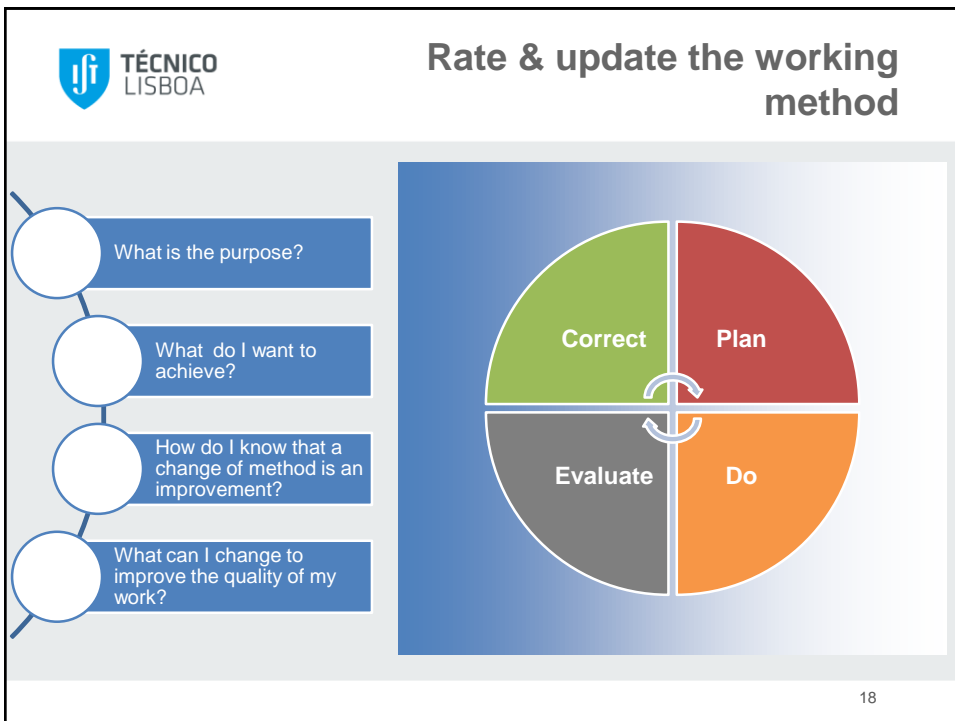 TÉCNICO
LISBOA
Rate & update the working
method
What is the purpose?
What do I want to
achieve?
How do I know that a
change of method is an
improvement?
What can I change to
improve the quality of my
work?
Correct
Plan
Evaluate
Do
18